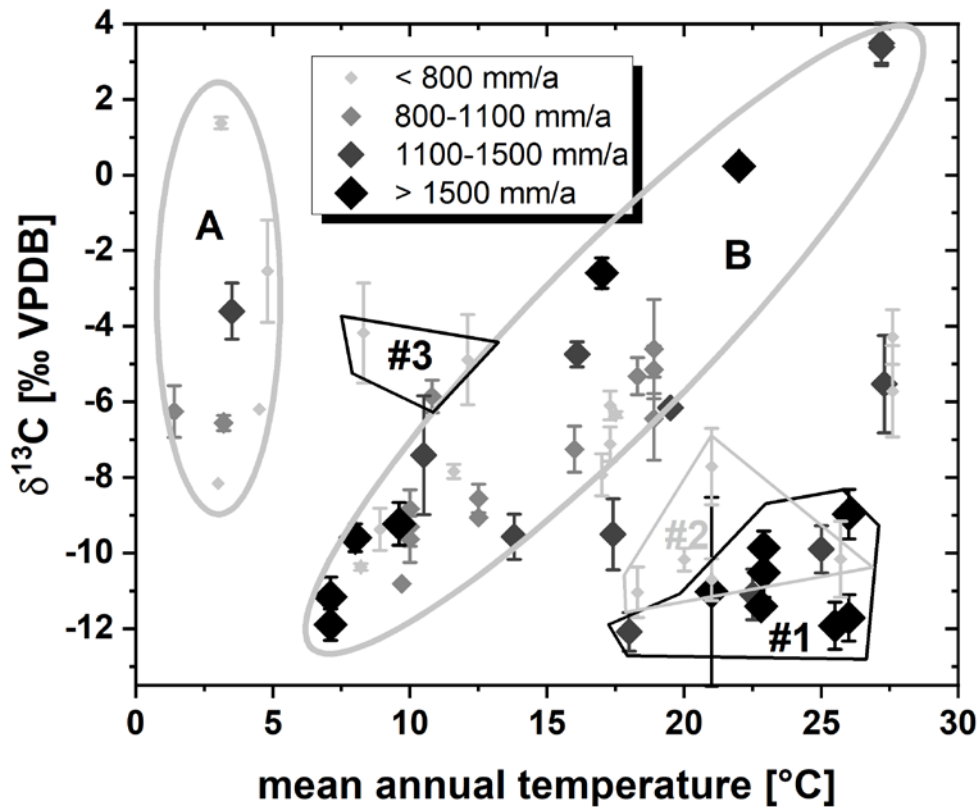 4
2
0
-2
-4
-6
-8
-10
-12
δ¹³C [‰ VPDB]
< 800 mm/a
800-1100 mm/a
1100-1500 mm/a
> 1500 mm/a
A
B
#3
#2
#1
0 5 10 15 20 25 30
mean annual temperature [°C]